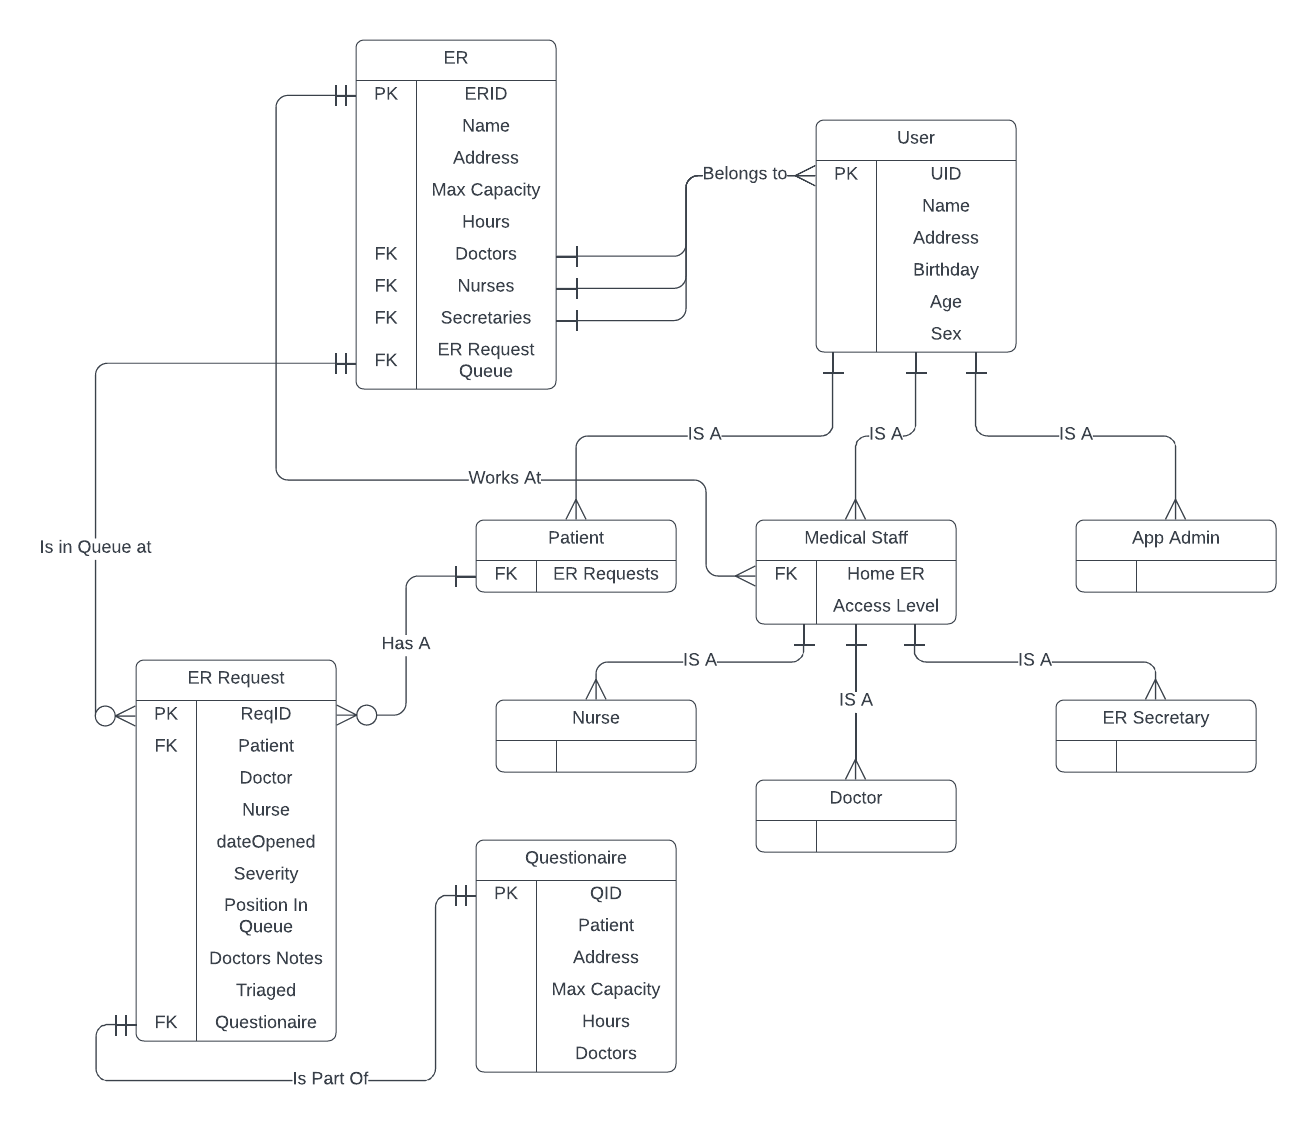 ER
PK ERID
Name
Address
Max Capacity
Hours
FK Doctors
FK Nurses
FK Secretaries
FK ER Request
Queue
Belongs to
User
PK UID
Name
Address
Birthday
Age
Sex
IS A
IS A
IS A
Works At
Is in Queue at
Patient
FK ER Requests
Medical Staff
FK Home ER
Access Level
App Admin
Has A
IS A
IS A
IS A
ER Request
PK ReqID
FK Patient
Doctor
Nurse
dateOpened
Severity
Position In
Queue
Doctors Notes
Triaged
FK Questionaire
Nurse
Doctor
ER Secretary
Questionaire
PK QID
Patient
Address
Max Capacity
Hours
Doctors
Is Part Of